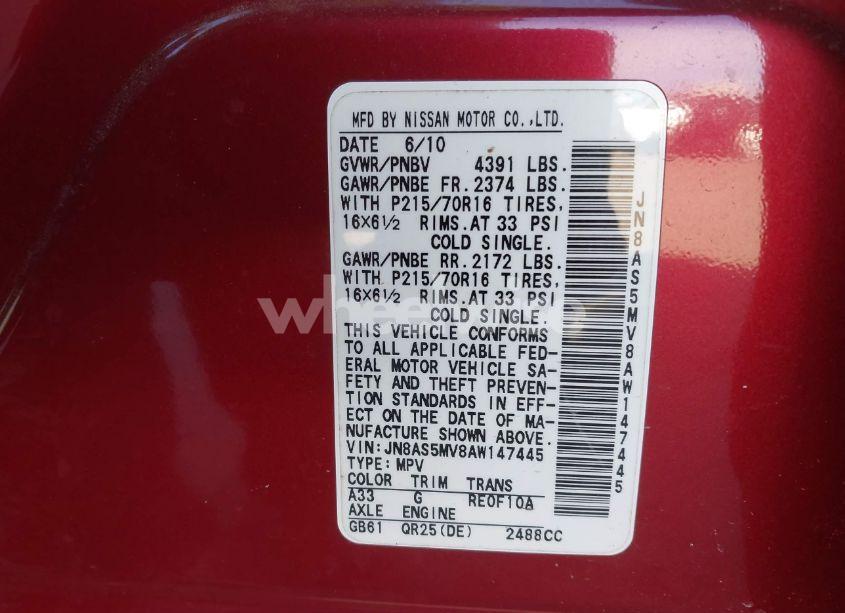 MFD BY NISSAN MOTOR CO.,LTD.
DATE 6/10
GVWR/PNBV 4391 LBS.
GAWR/PNBE FR.2374 LBS.
WITH P215/70R16 TIRES,
16X6½ RIMS.AT 33 PSI
COLD SINGLE.
GAWR/PNBE RR.2172 LBS.
WITH P215/70R16 TIRES,
16X6½ RIMS.AT 33 PSI
COLD SINGLE.
THIS VEHICLE CONFORMS
TO ALL APPLICABLE FED-
ERAL MOTOR VEHICLE SA-
FETY AND THEFT PREVEN-
TION STANDARDS IN EFF-
ECT ON THE DATE OF MA-
NUFACTURE SHOWN ABOVE.
VIN:JN8AS5MV8AW147445
TYPE:MPV
COLOR TRIM TRANS
A33 G RE0F10A
AXLE ENGINE
GB61 QR25(DE) 2488CC
JN8AS5MV8AW147445